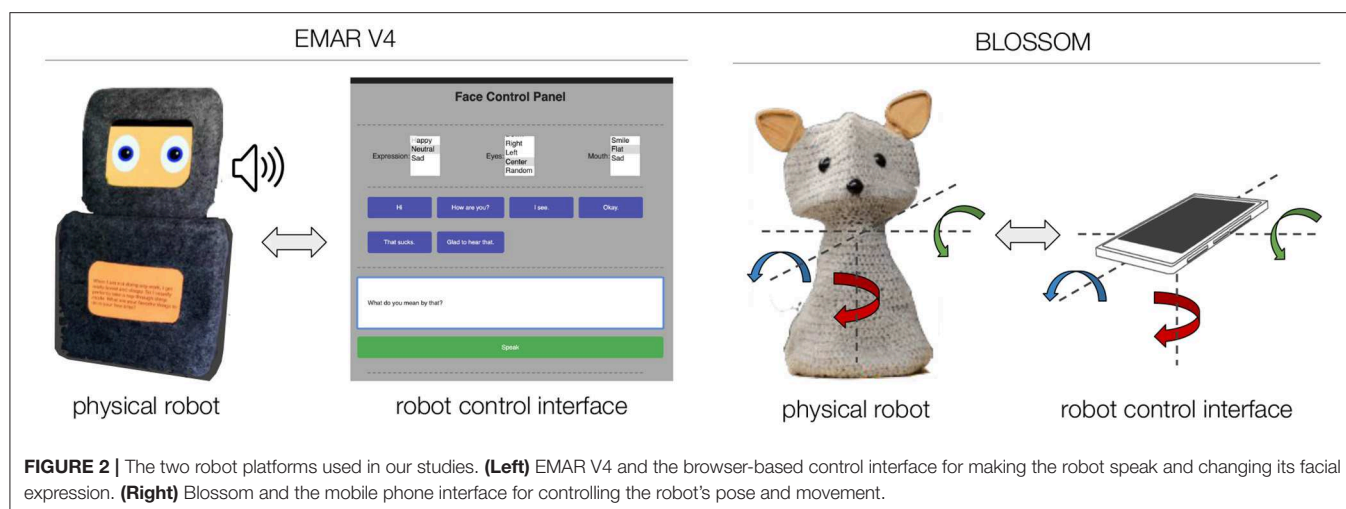 EMAR V4
BLOSSOM
Face Control Panel
Expression:
Happy
Neutral
Sad
Eyes:
Right
Left
Center
Random
Mouth:
Smile
Flat
Sad
Hi
How are you?
I see.
Okay.
That sucks.
Glad to hear that.
What do you mean by that?
Speak
physical robot
robot control interface
physical robot
robot control interface
FIGURE 2 | The two robot platforms used in our studies. (Left) EMAR V4 and the browser-based control interface for making the robot speak and changing its facial
expression. (Right) Blossom and the mobile phone interface for controlling the robot's pose and movement.